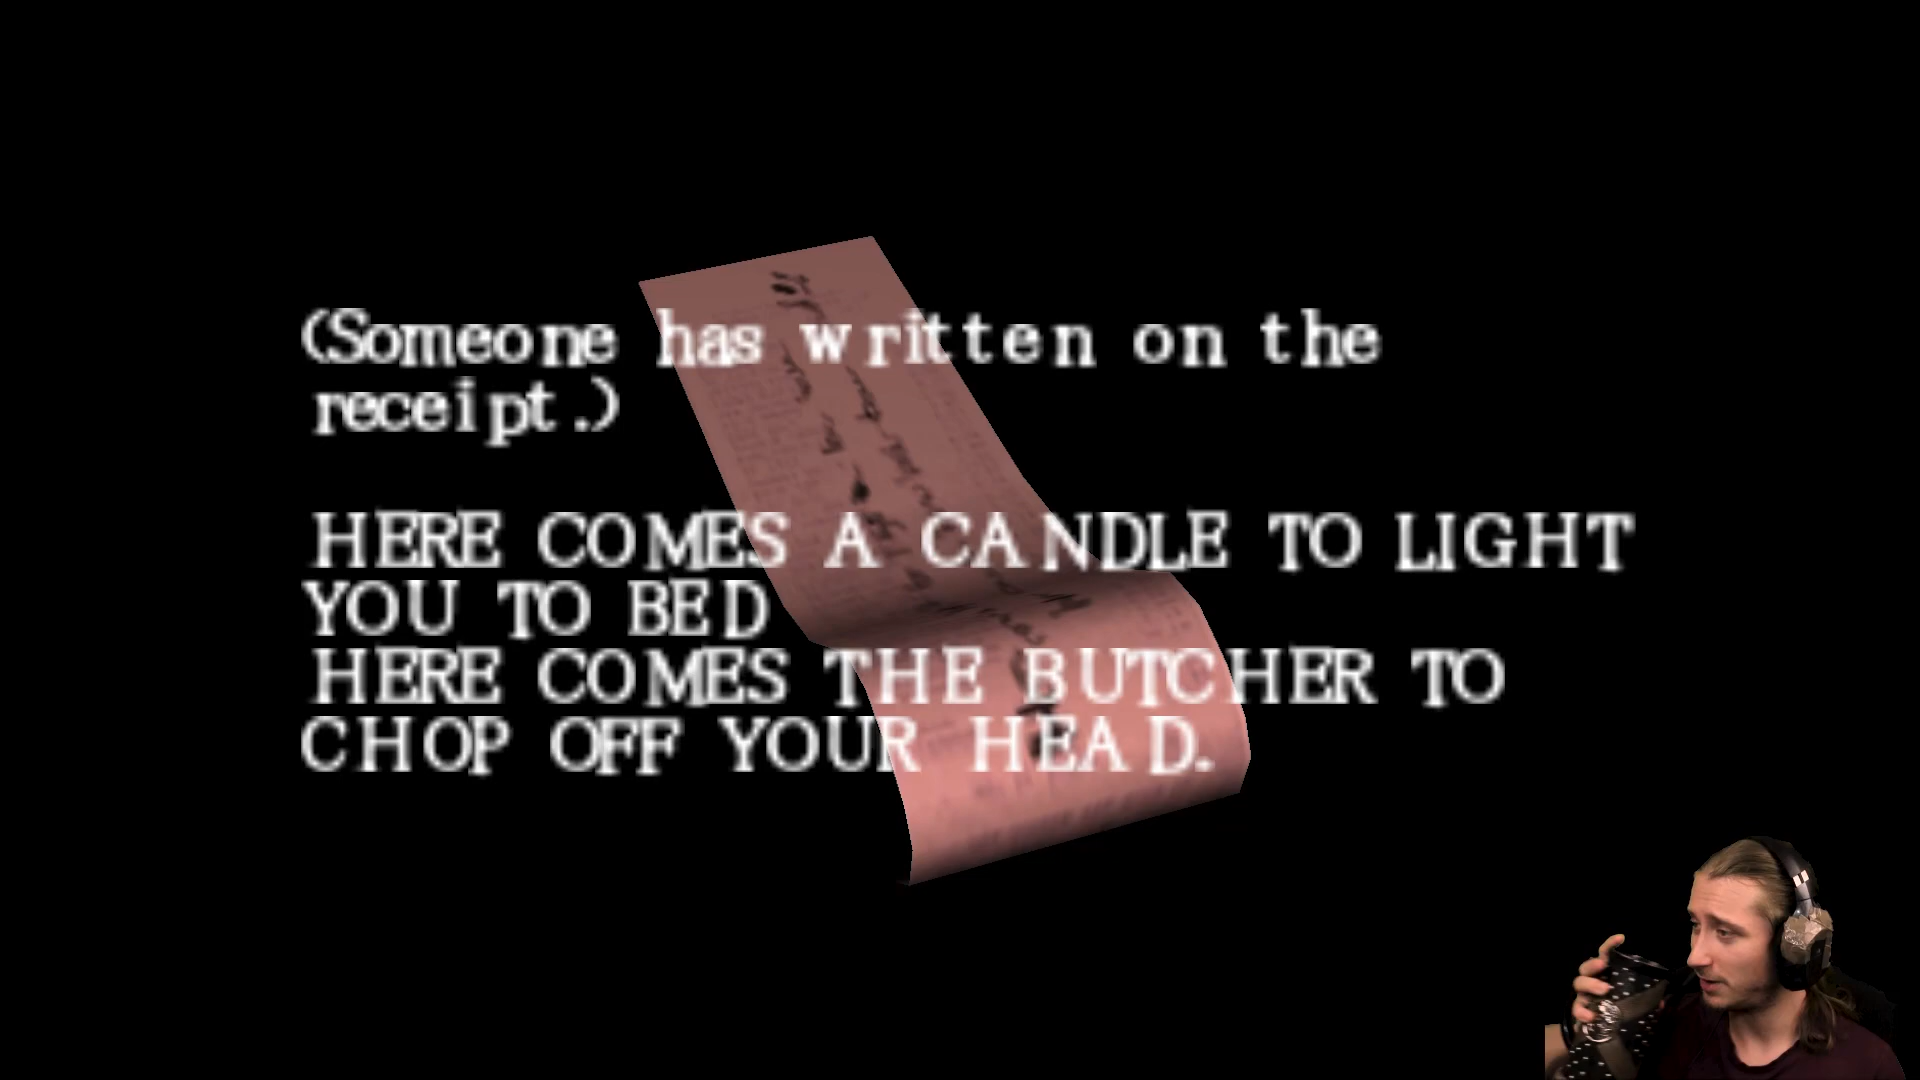 (Someone has written on the
receipt.)
HERE COMES A CANDLE TO LIGHT
YOU TO BED
HERE COMES THE BUTCHER TO
CHOP OFF YOUR HEAD.